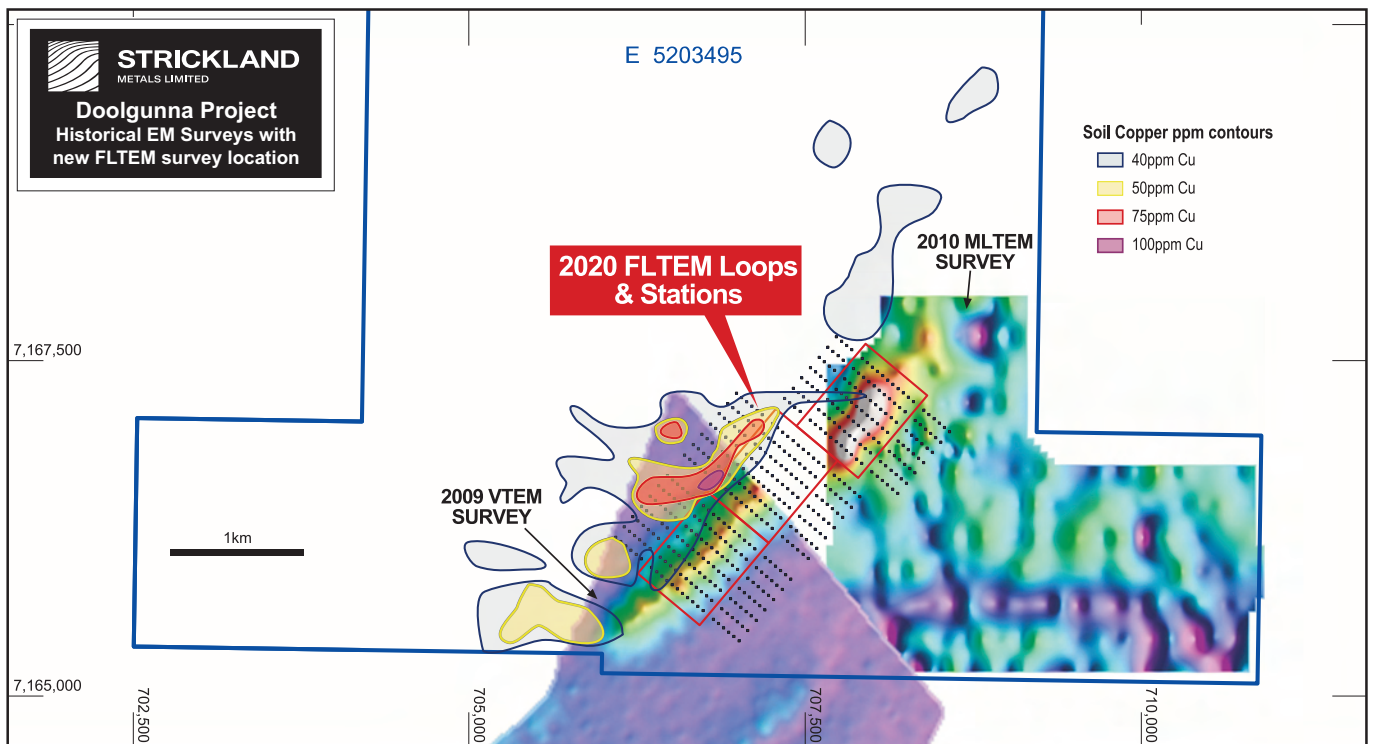 STRICKLAND
METALS LIMITED
Doolgunna Project
Historical EM Surveys with
new FLTEM survey location
E 5203495
Soil Copper ppm contours
40ppm Cu
50ppm Cu
75ppm Cu
100ppm Cu
2010 MLTEM
SURVEY
2020 FLTEM Loops
& Stations
7,167,500
2009 VTEM
SURVEY
1km
7,165,000
702,500
705,000
707,500
710,000